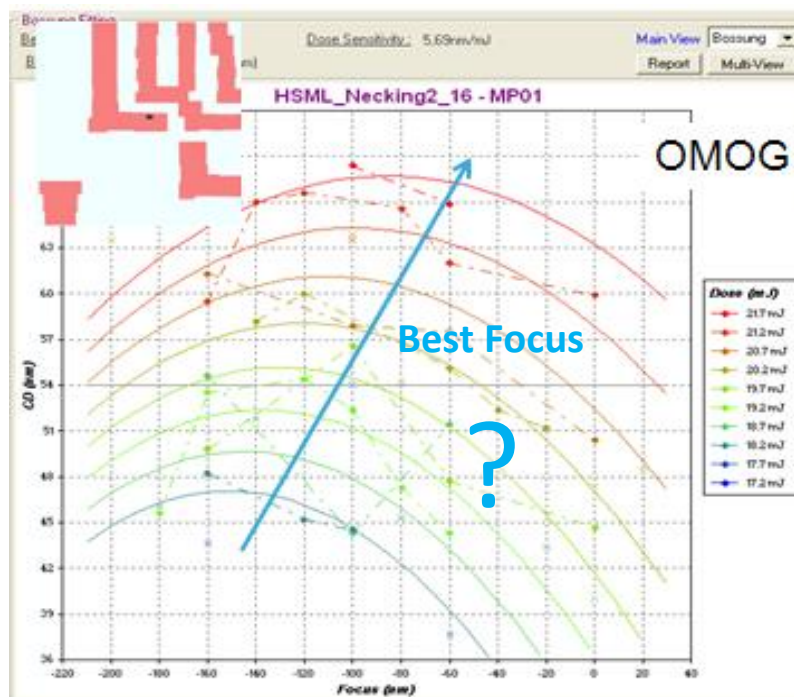 Bossung Fitting
Dose Sensitivity : 5.69nm/mJ
Main View Bossung
Report Multi-View
HSML_Necking2_16 - MP01
OMOG
63
60
57
54
51
48
45
42
39
36
CD (nm)
Best Focus
?
Dose (mJ)
21.7 mJ
21.2 mJ
20.7 mJ
20.2 mJ
19.7 mJ
19.2 mJ
18.7 mJ
18.2 mJ
17.7 mJ
17.2 mJ
-220 -200 -180 -160 -140 -120 -100 -80 -60 -40 -20 0 20 40
Focus (nm)